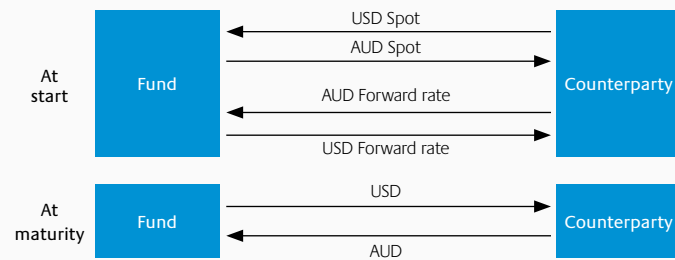 USD Spot
AUD Spot
At
start
Fund
Counterparty
AUD Forward rate
USD Forward rate
USD
At
maturity
Fund
Counterparty
AUD